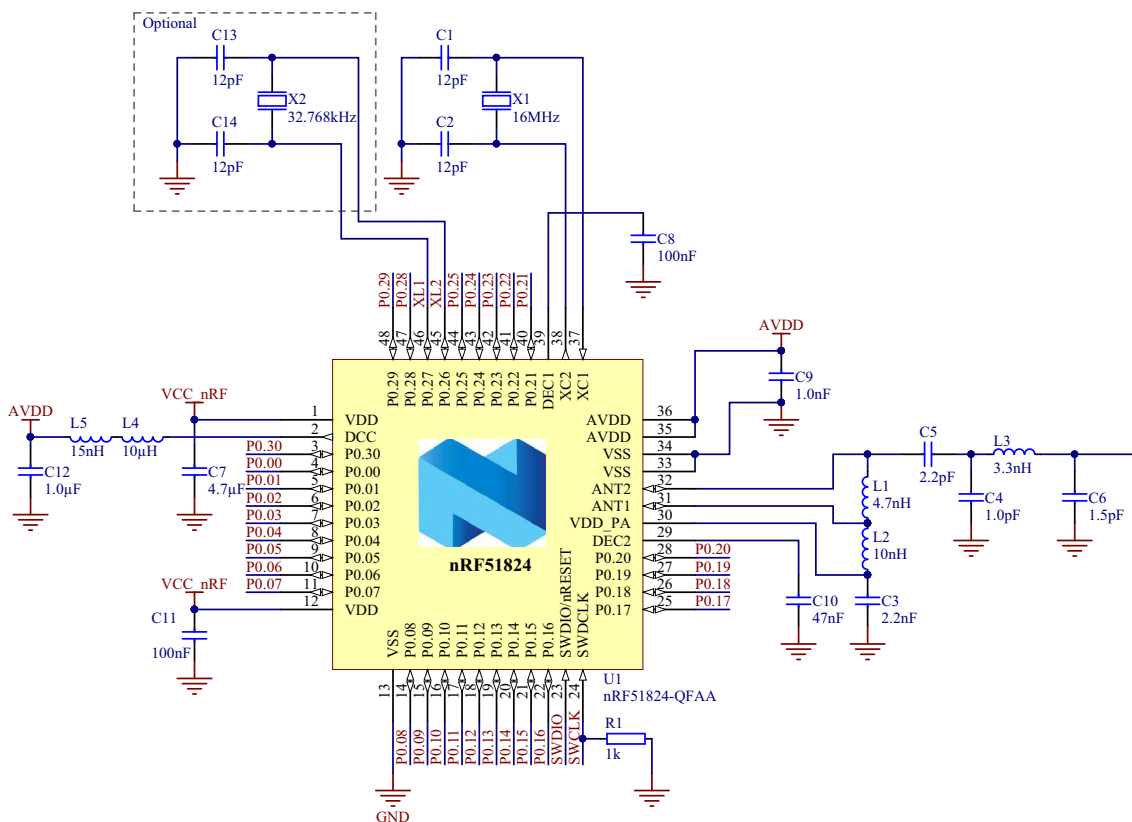 Optional
C13
12pF
X2
32.768kHz
C14
12pF
C1
12pF
X1
16MHz
C2
12pF
C8
100nF
P0.29
P0.28
XL1
XL2
P0.25
P0.24
P0.23
P0.22
P0.21
48
47
46
45
44
43
42
41
40
39
38
37
P0.29
P0.28
P0.27
P0.26
P0.25
P0.24
P0.23
P0.22
P0.21
DEC1
XC2
XC1
AVDD
C9
1.0nF
VCC_nRF
AVDD
L5
15nH
L4
10µH
C12
1.0µF
C7
4.7µF
1 VDD
2 DCC
P0.30 3 P0.30
P0.00 4 P0.00
P0.01 5 P0.01
P0.02 6 P0.02
P0.03 7 P0.03
P0.04 8 P0.04
P0.05 9 P0.05
P0.06 10 P0.06
P0.07 11 P0.07
12 VDD
VCC_nRF
C11
100nF
nRF51824
AVDD 36
AVDD 35
VSS 34
VSS 33
ANT2 32
ANT1 31
VDD_PA 30
DEC2 29
P0.20 28 P0.20
P0.19 27 P0.19
P0.18 26 P0.18
P0.17 25 P0.17
C5
2.2pF
L3
3.3nH
L1
4.7nH
C4
1.0pF
C6
1.5pF
L2
10nH
C10
47nF
C3
2.2nF
VSS
P0.08
P0.09
P0.10
P0.11
P0.12
P0.13
P0.14
P0.15
P0.16
SWDIO/nRESET
SWDCLK
13
14
15
16
17
18
19
20
21
22
23
24
U1
nRF51824-QFAA
P0.08
P0.09
P0.10
P0.11
P0.12
P0.13
P0.14
P0.15
P0.16
SWDIO
SWCLK
R1
1k
GND